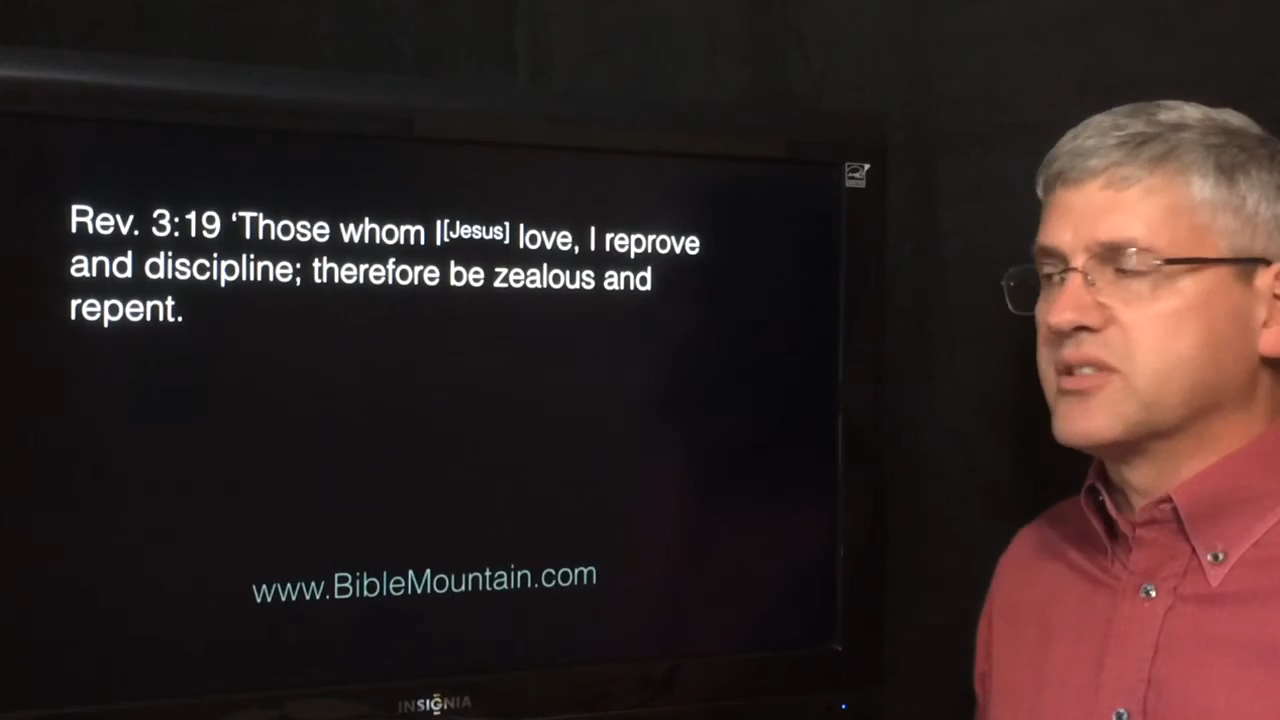 Rev. 3:19 ‘Those whom I[Jesus] love, I reprove
and discipline; therefore be zealous and
repent.
www.BibleMountain.com
INSIGNIA